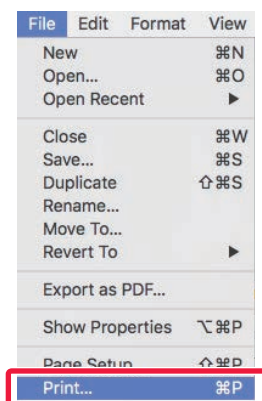 File Edit Format View
New ⌘N
Open... ⌘O
Open Recent ▶
Close ⌘W
Save... ⌘S
Duplicate ⇧⌘S
Rename...
Move To...
Revert To ▶
Export as PDF...
Show Properties ⌥⌘P
Page Setup ⇧⌘P
Print... ⌘P